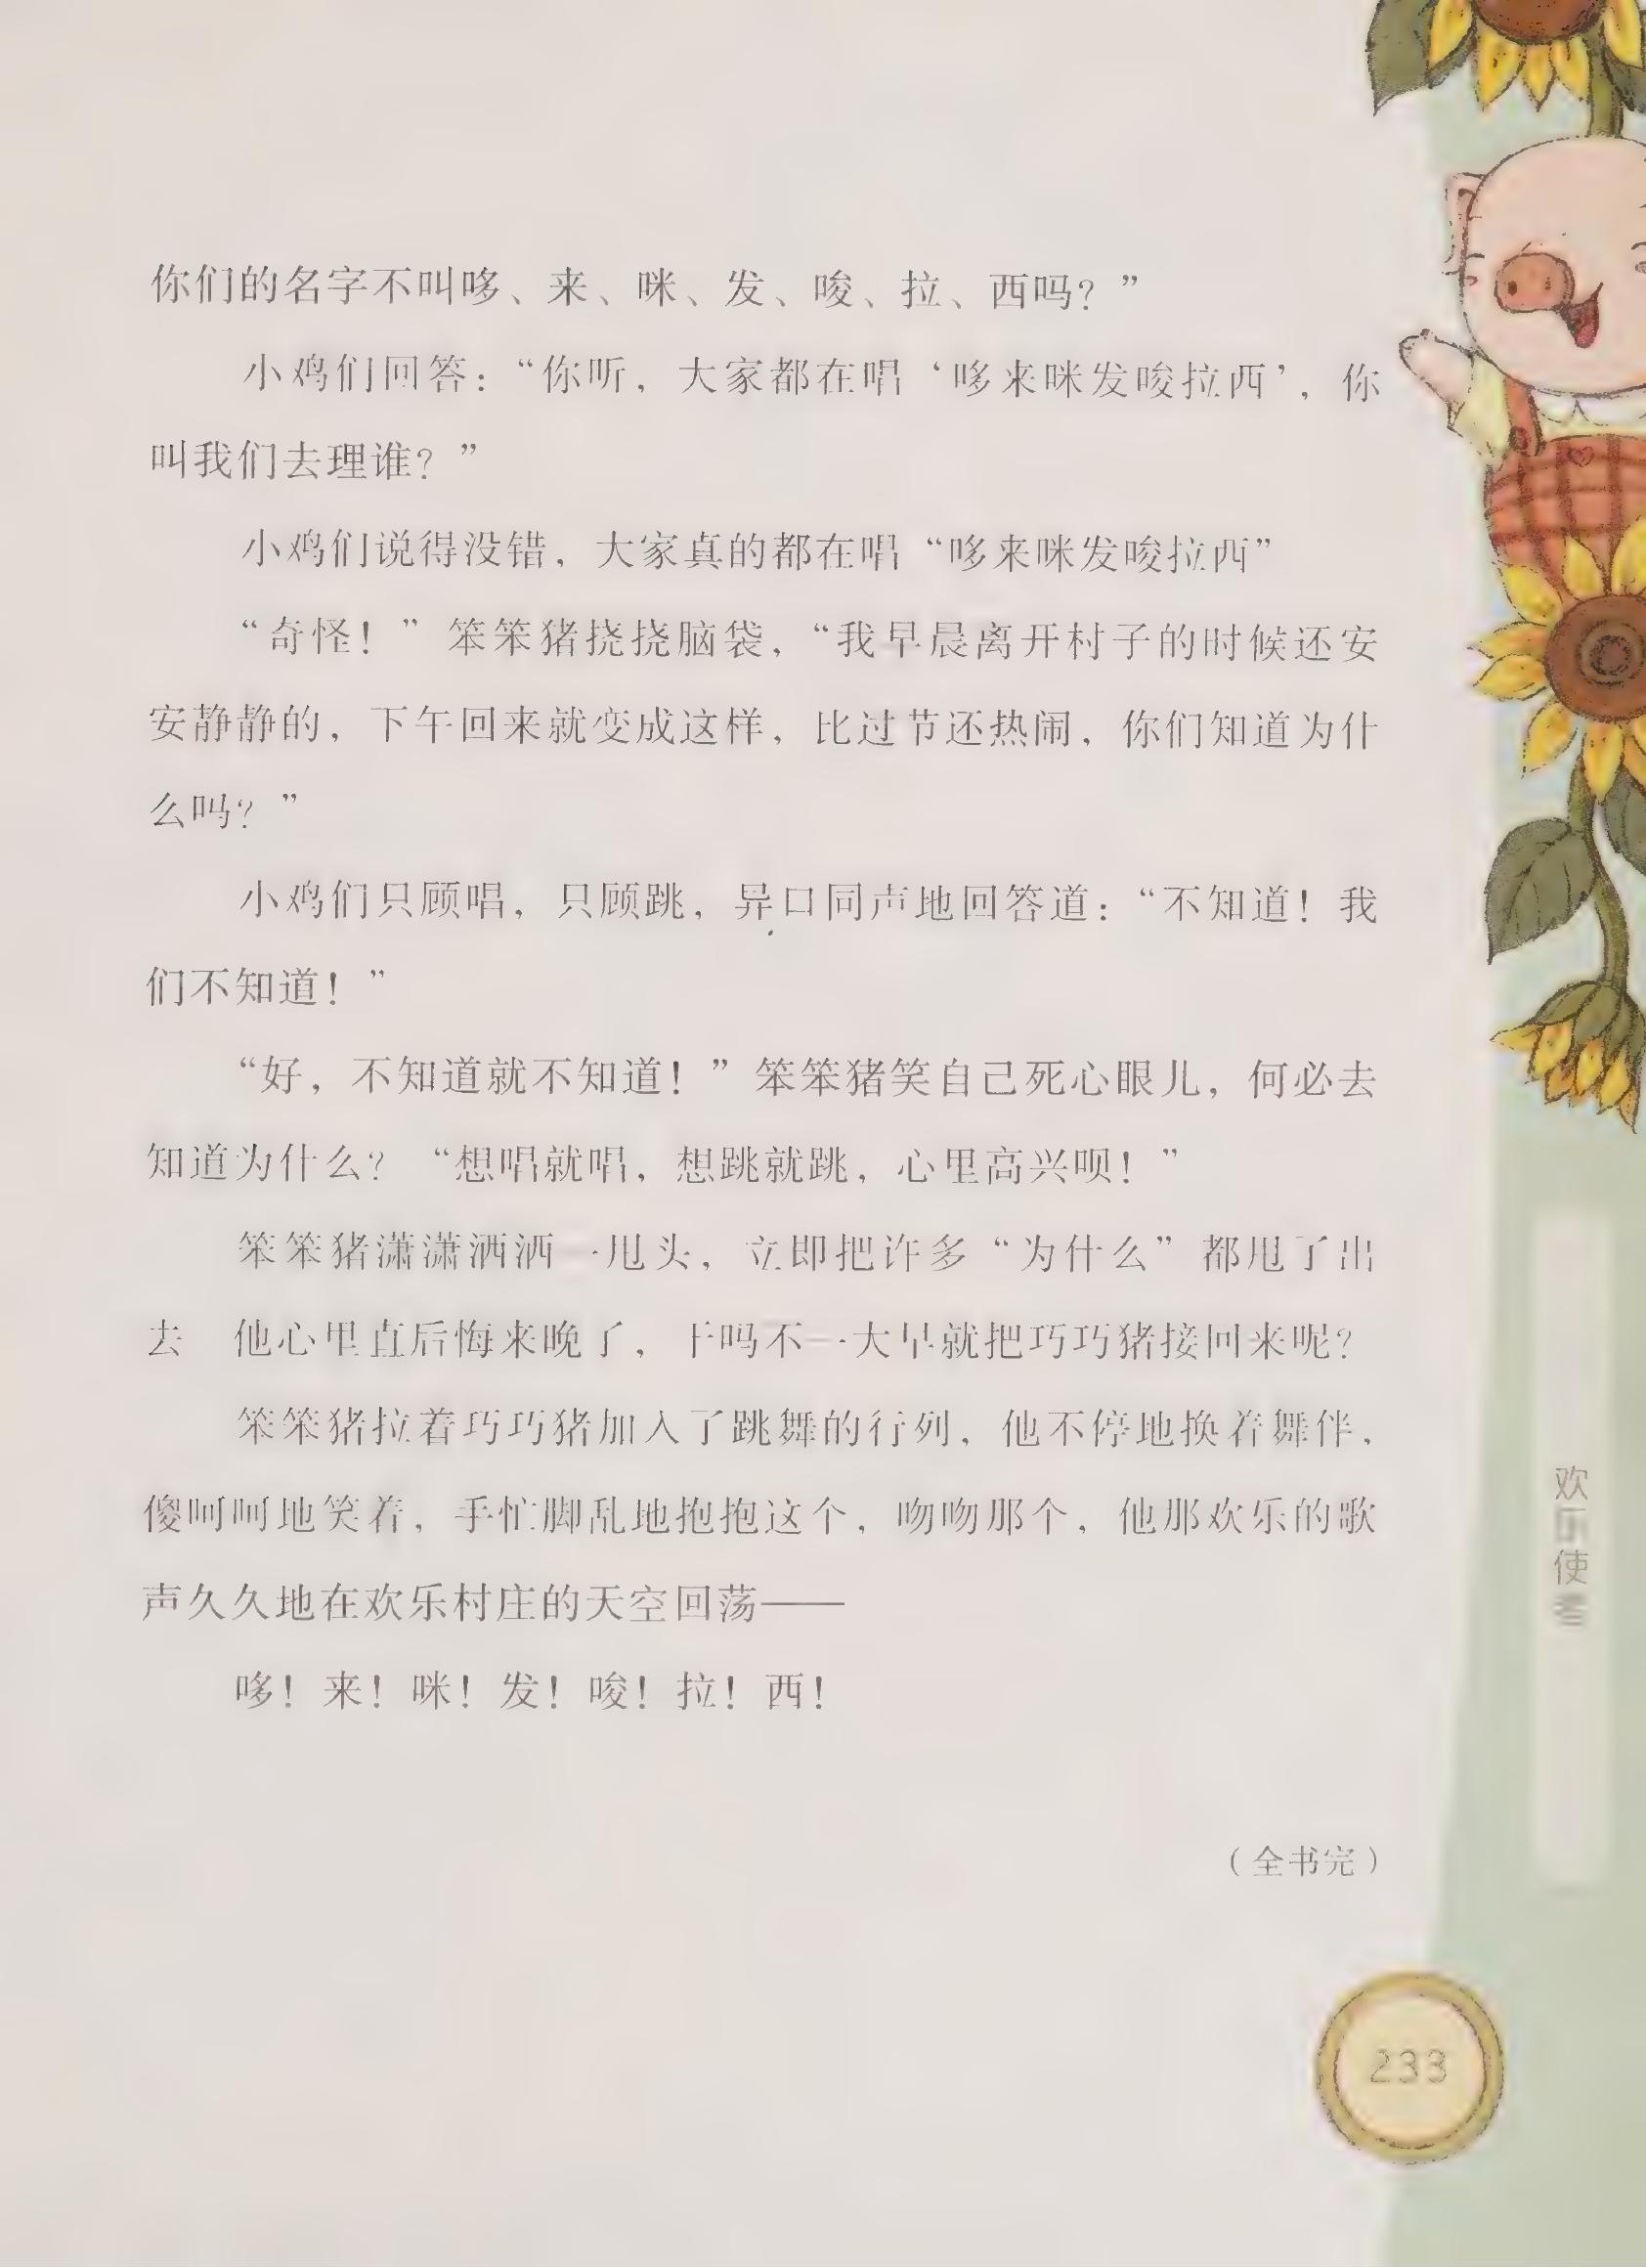 你们的名字不叫哆、来、咪、发、唆、拉、西吗？”
小鸡们回答：“你听，大家都在唱‘哆来咪发唆拉西’，你
叫我们去理谁？”
小鸡们说得没错，大家真的都在唱“哆来咪发唆拉西”
“奇怪！”笨笨猪挠挠脑袋，“我早晨离开村子的时候还安
安静静的，下午回来就变成这样，比过节还热闹，你们知道为什
么吗？”
小鸡们只顾唱，只顾跳，异口同声地回答道：“不知道！我
们不知道！”
“好，不知道就不知道！”笨笨猪笑自己死心眼儿，何必去
知道为什么？“想唱就唱，想跳就跳，心里高兴呗！”
笨笨猪潇潇洒洒一甩头，立即把许多“为什么”都甩了出
去 他心里直后悔来晚了，干吗不一大早就把巧巧猪接回来呢？
笨笨猪拉着巧巧猪加入了跳舞的行列，他不停地换着舞伴，
傻呵呵地笑着，手忙脚乱地抱抱这个，吻吻那个，他那欢乐的歌
声久久地在欢乐村庄的天空回荡——
哆！来！咪！发！唆！拉！西！
（全书完）
欢乐使者
233